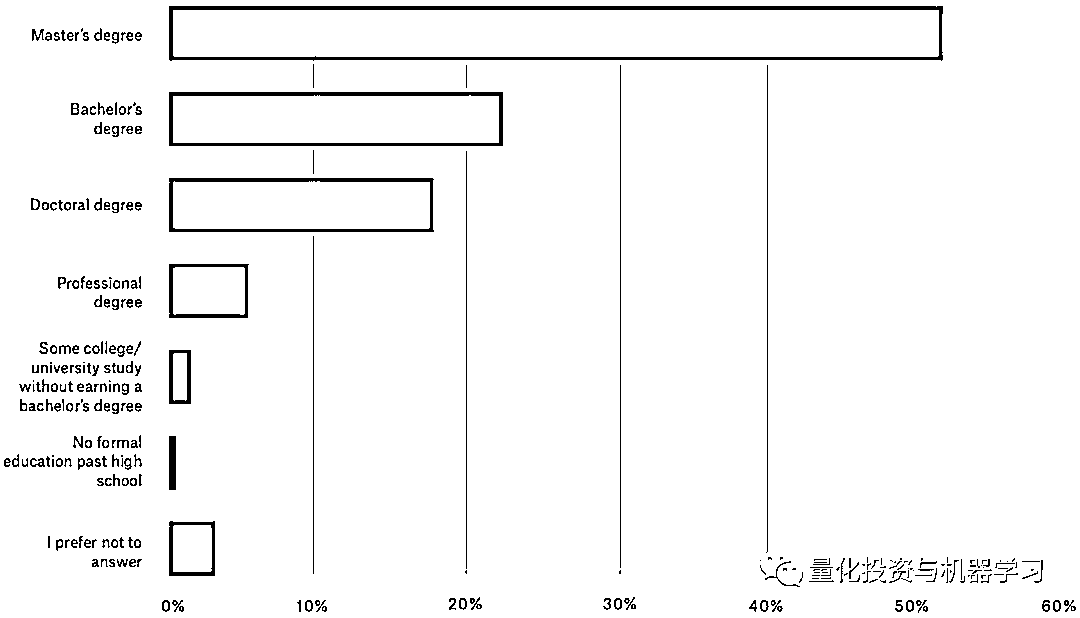 Master's degree
Bachelor's
degree
Doctoral degree
Professional
degree
Some college/
university study
without earning a
bachelor's degree
No formal
education past high
school
I prefer not to
answer
量化投资与机器学习
0% 10% 20% 30% 40% 50% 60%